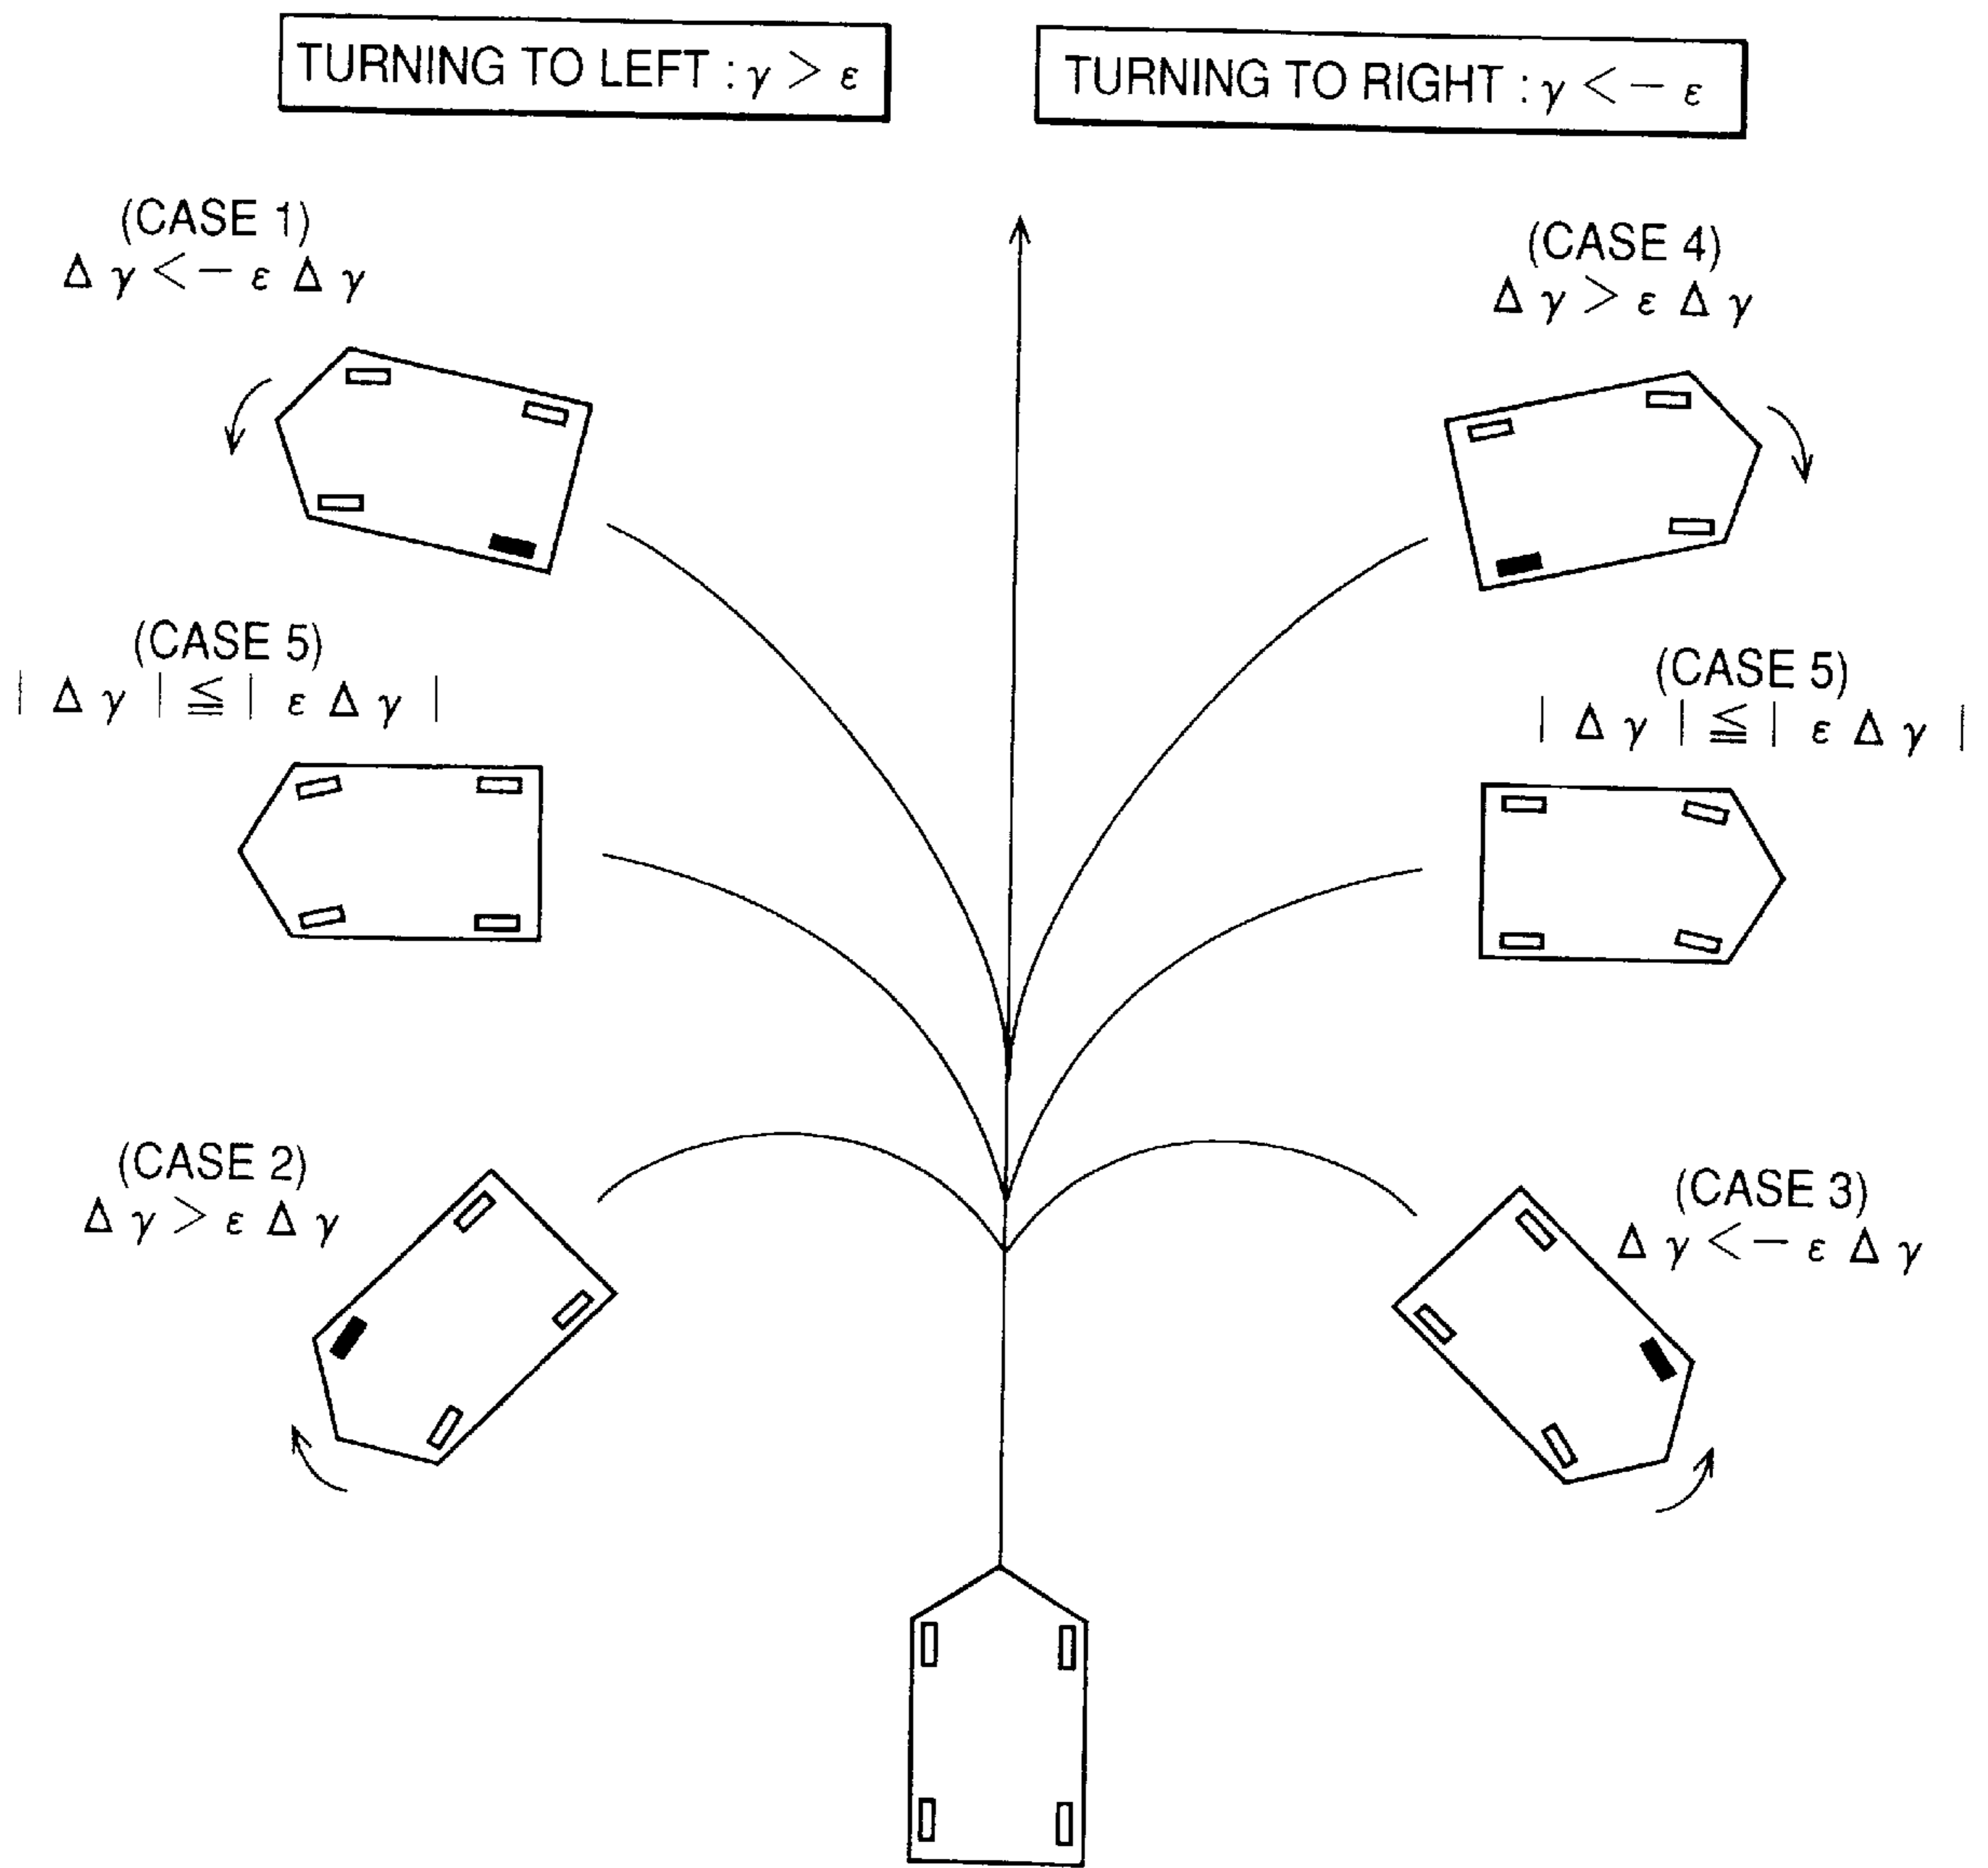 TURNING TO LEFT : γ > ε
TURNING TO RIGHT : γ < − ε
(CASE 1)
Δ γ < − ε Δ γ
(CASE 4)
Δ γ > ε Δ γ
(CASE 5)
| Δ γ | ≦ | ε Δ γ |
(CASE 5)
| Δ γ | ≦ | ε Δ γ |
(CASE 2)
Δ γ > ε Δ γ
(CASE 3)
Δ γ < − ε Δ γ